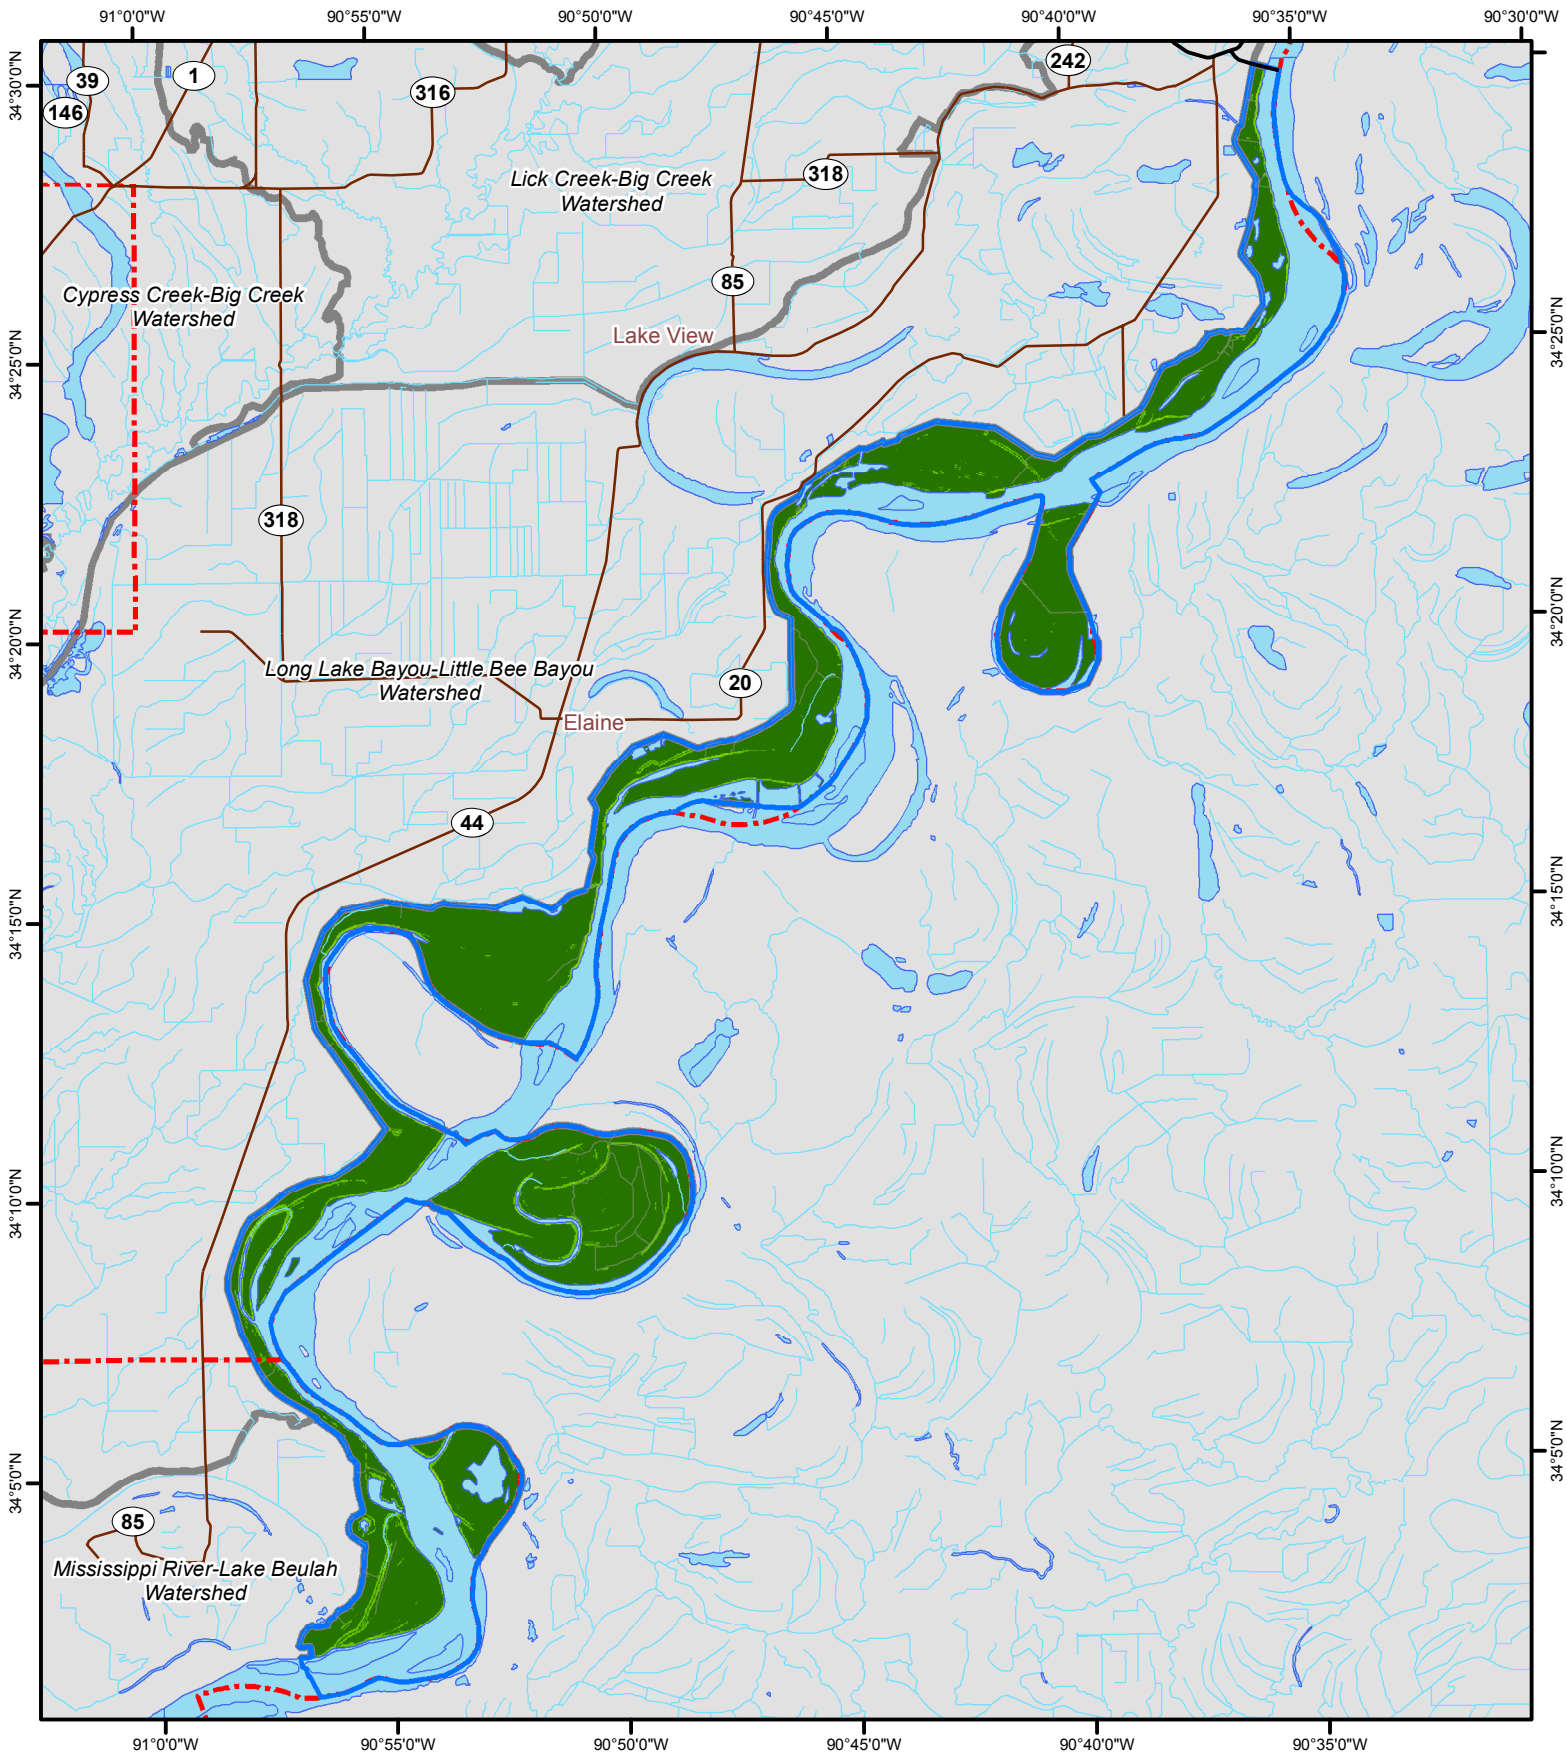 91°0'0"W 90°55'0"W 90°50'0"W 90°45'0"W 90°40'0"W 90°35'0"W 90°30'0"W
34°30'0"N
39
1
146
316
242
Lick Creek-Big Creek
Watershed
318
Cypress Creek-Big Creek
Watershed
85
Lake View
34°25'0"N
34°25'0"N
318
34°20'0"N
34°20'0"N
Long Lake Bayou-Little Bee Bayou
Watershed
20
Elaine
44
34°15'0"N
34°15'0"N
34°10'0"N
34°10'0"N
34°5'0"N
34°5'0"N
85
Mississippi River-Lake Beulah
Watershed
91°0'0"W 90°55'0"W 90°50'0"W 90°45'0"W 90°40'0"W 90°35'0"W